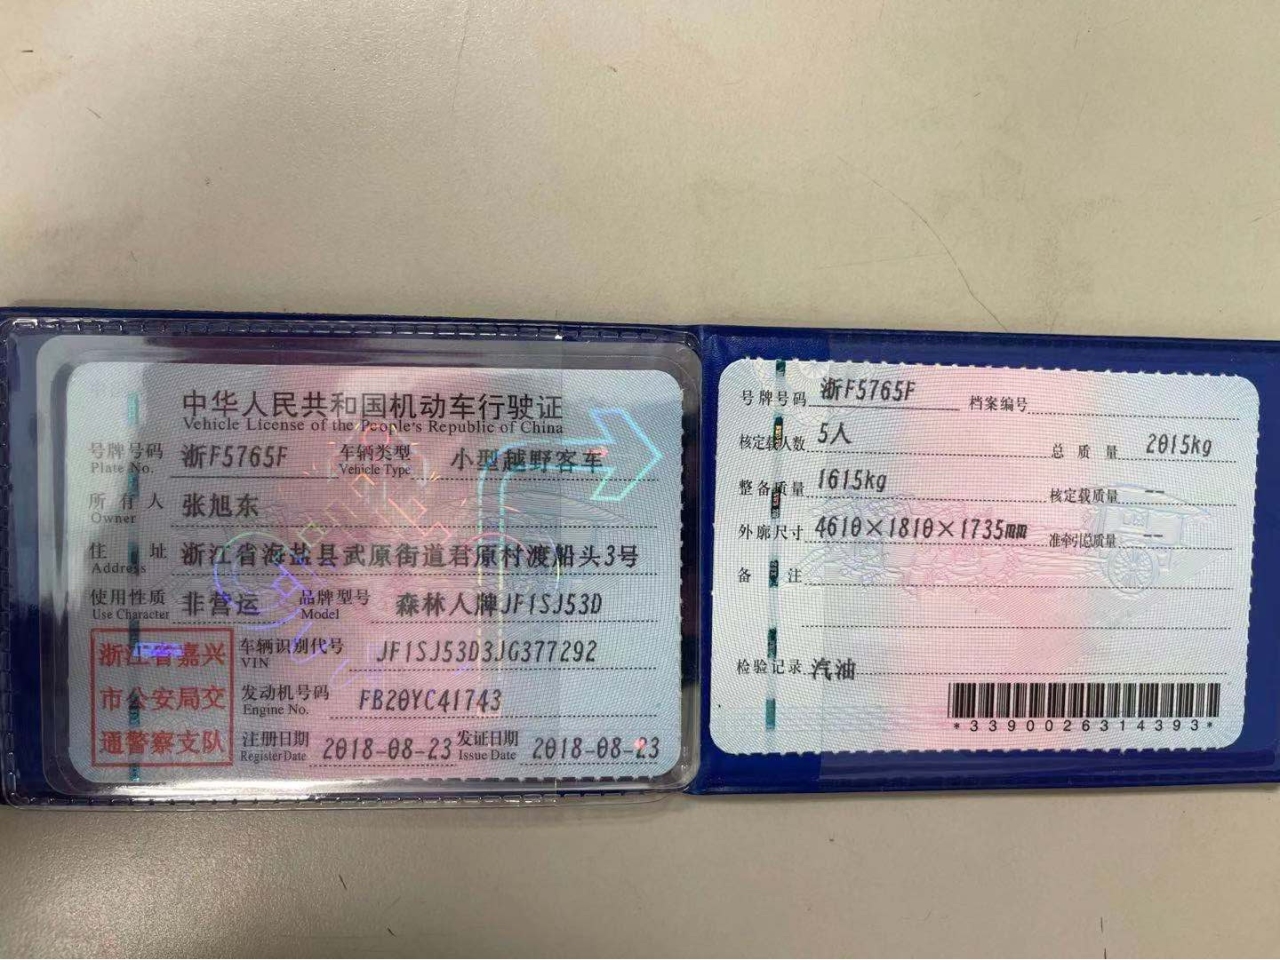 中华人民共和国机动车行驶证
Vehicle License of the People's Republic of China
号牌号码 浙F5765F 车辆类型 小型越野客车
Plate No. Vehicle Type
所有人 张旭东
Owner
住址 浙江省海盐县武原街道君原村渡船头3号
Address
使用性质 非营运 品牌型号 森林人牌JF1SJ53D
Use Character Model
浙江省嘉兴
市公安局交
通警察支队
车辆识别代号 JF1SJ53D3JG377292
VIN
发动机号码 FB20YC41743
Engine No.
注册日期 2018-08-23 发证日期 2018-08-23
Register Date Issue Date
号牌号码 浙F5765F 档案编号
核定载人数 5人 总质量 2015kg
整备质量 1615kg 核定载质量 --
外廓尺寸 4610×1810×1735mm 准牵引总质量 --
备注
检验记录 汽油
*3390026314393*